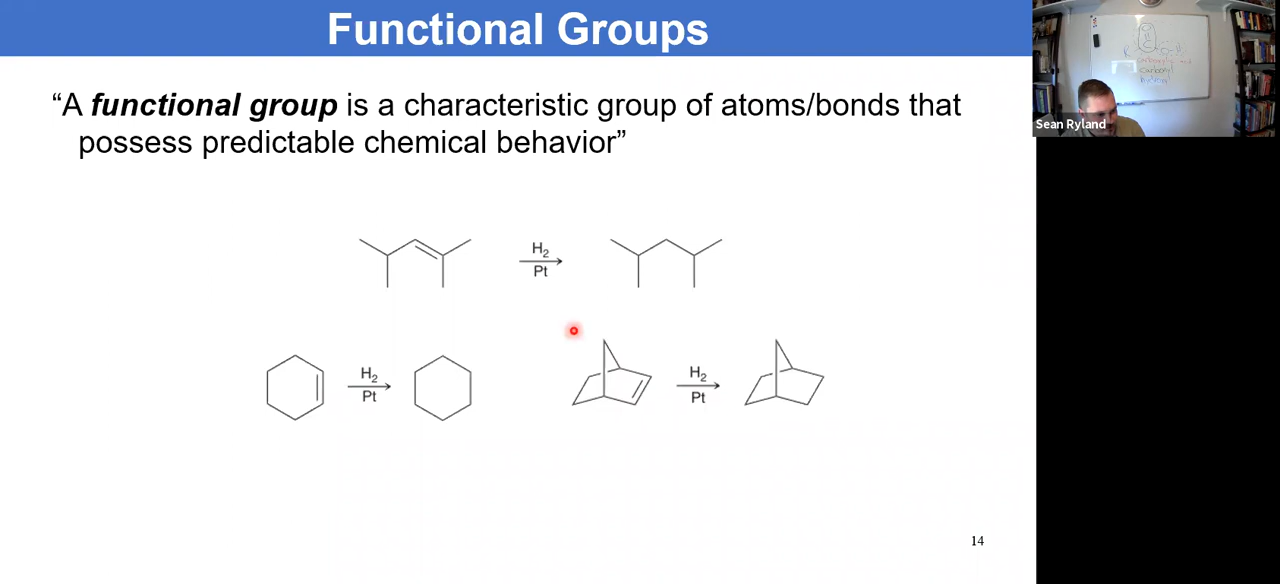 Functional Groups
“A functional group is a characteristic group of atoms/bonds that
possess predictable chemical behavior”
H2
Pt
H2
Pt
H2
Pt
14
Sean Ryland
R
carbonyl